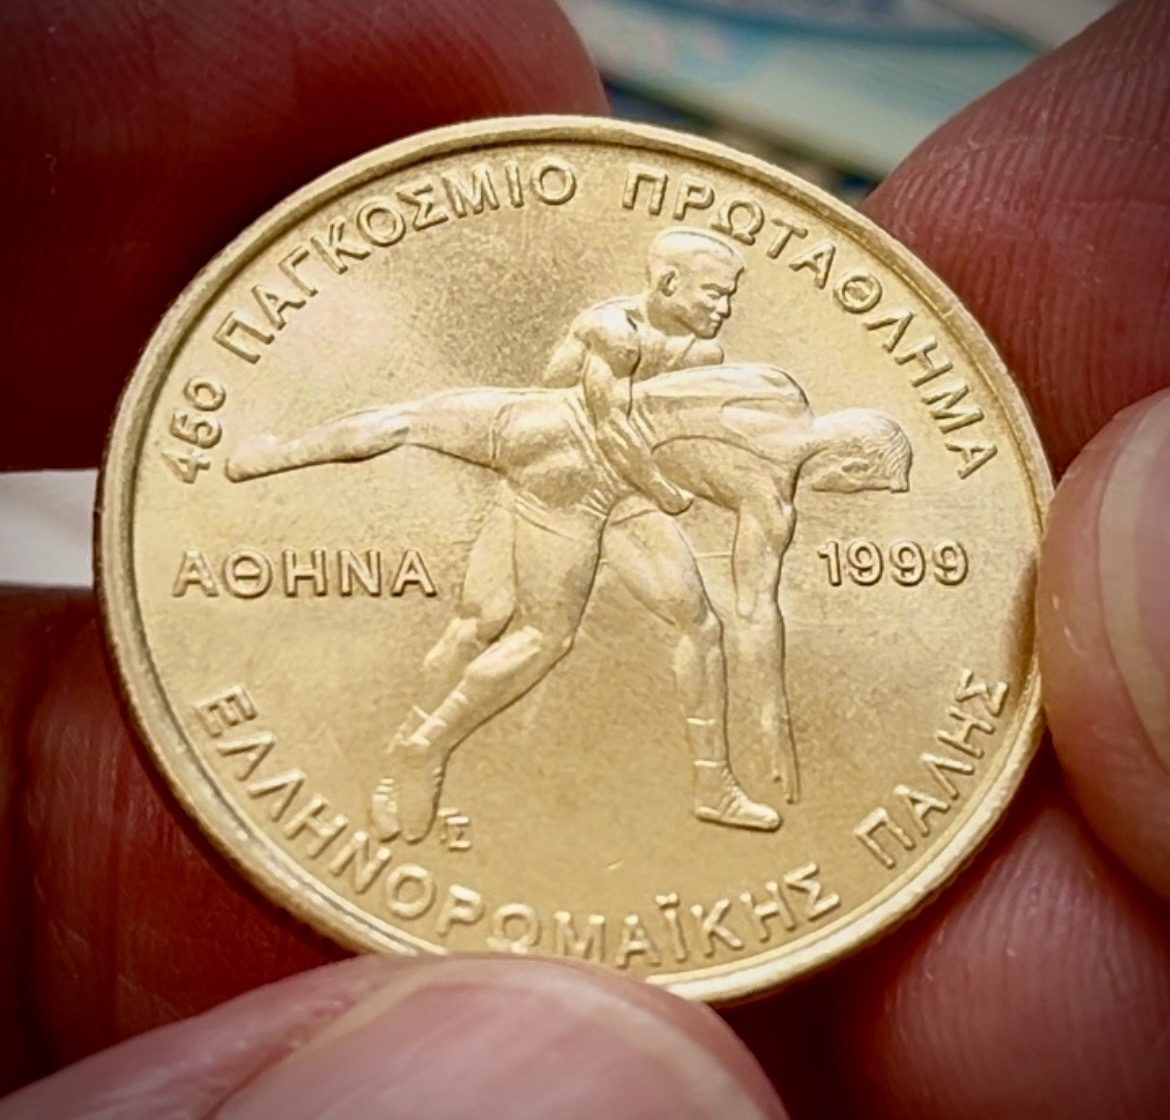 45ο ΠΑΓΚΟΣΜΙΟ ΠΡΩΤΑΘΛΗΜΑ
ΑΘΗΝΑ 1999
ΕΛΛΗΝΟΡΩΜΑΪΚΗΣ ΠΑΛΗΣ